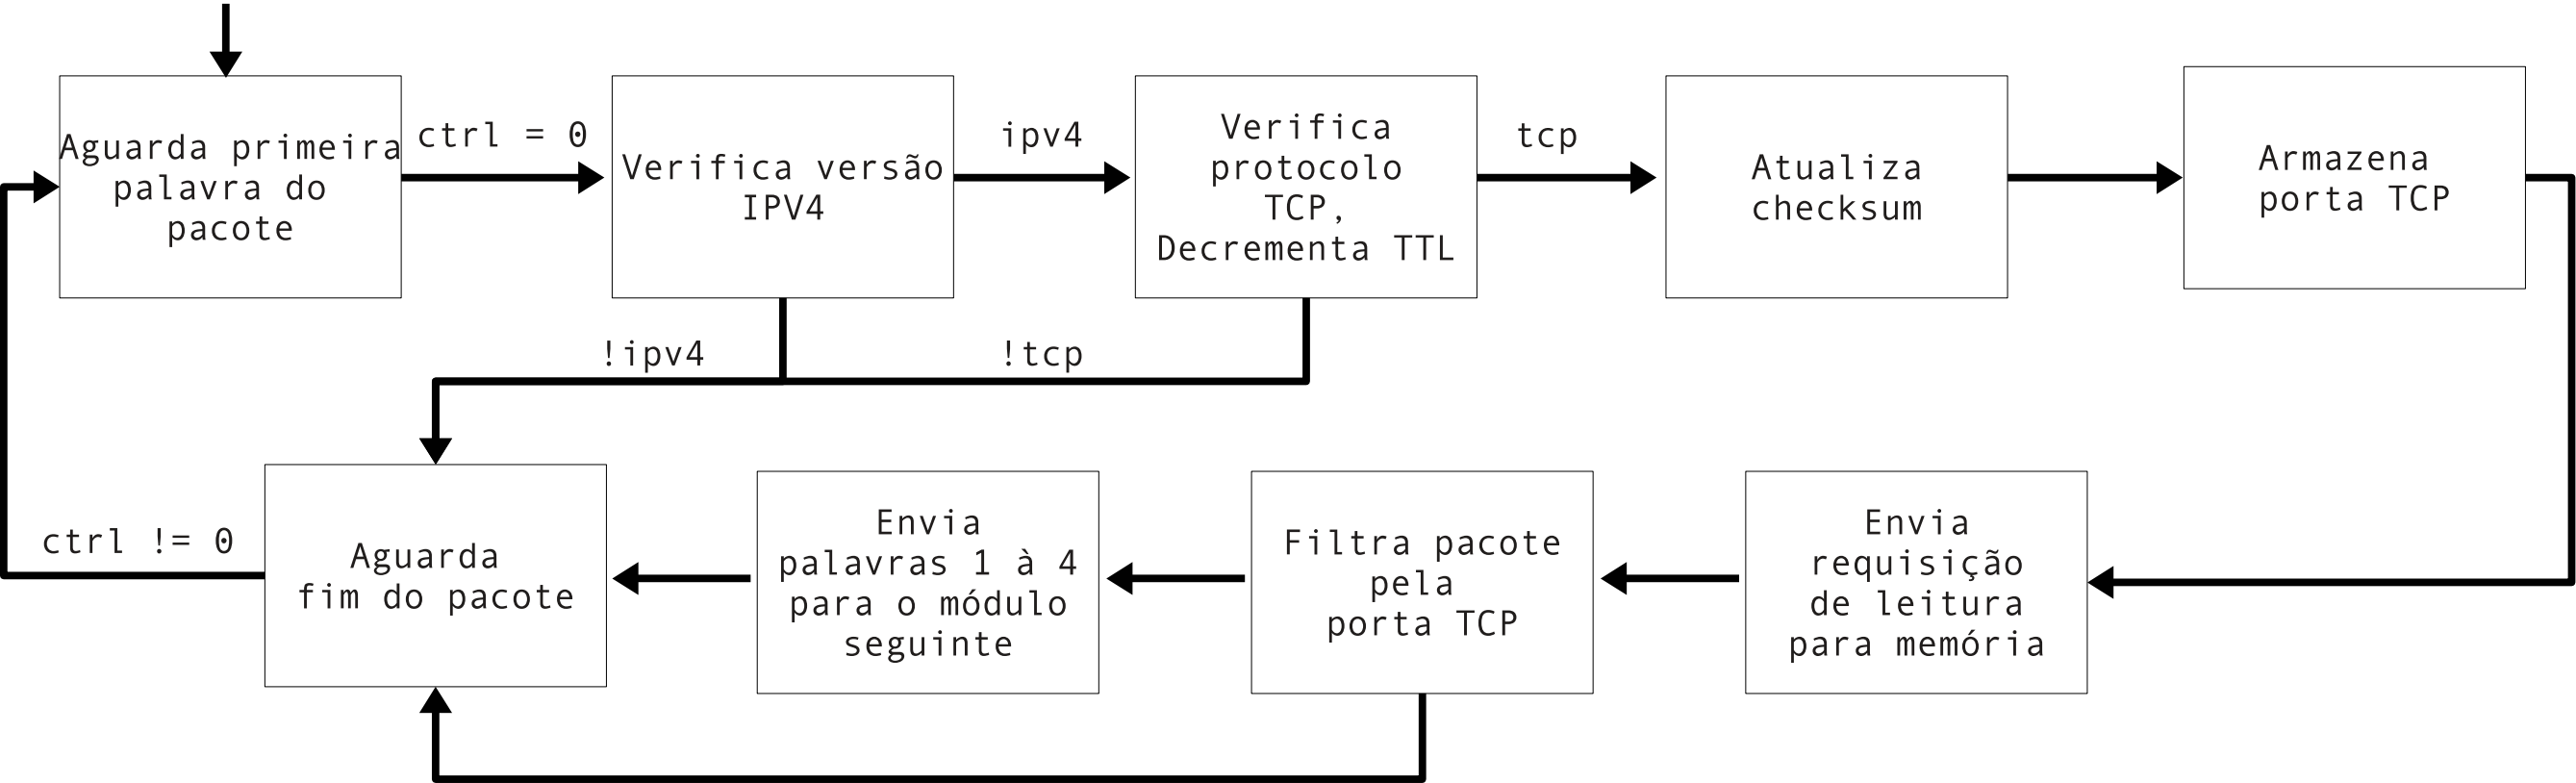 Aguarda primeira
palavra do
pacote
ctrl = 0
Verifica versão
IPV4
ipv4
Verifica
protocolo
TCP,
Decrementa TTL
tcp
Atualiza
checksum
Armazena
porta TCP
!ipv4
!tcp
ctrl != 0
Aguarda
fim do pacote
Envia
palavras 1 à 4
para o módulo
seguinte
Filtra pacote
pela
porta TCP
Envia
requisição
de leitura
para memória